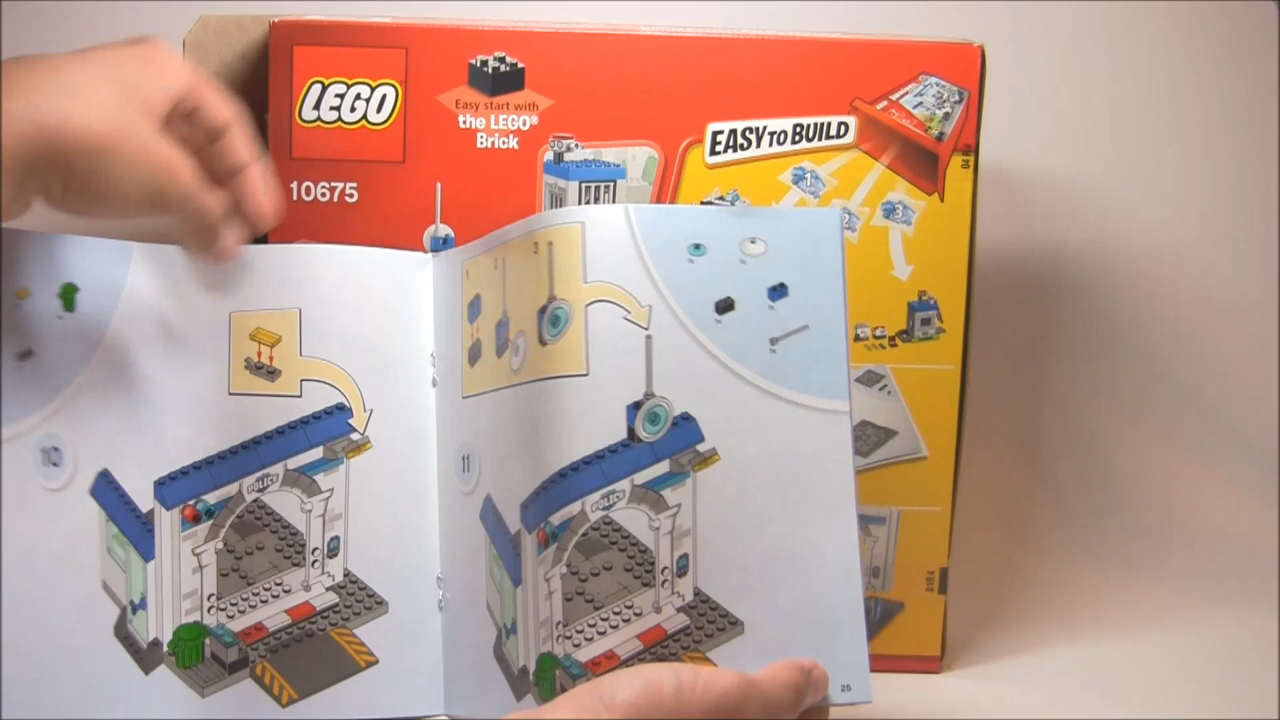 LEGO
Easy start with
the LEGO®
Brick
10675
EASY TO BUILD
1
2
3
04
1
2
3
10
POLICE
11
POLICE
25